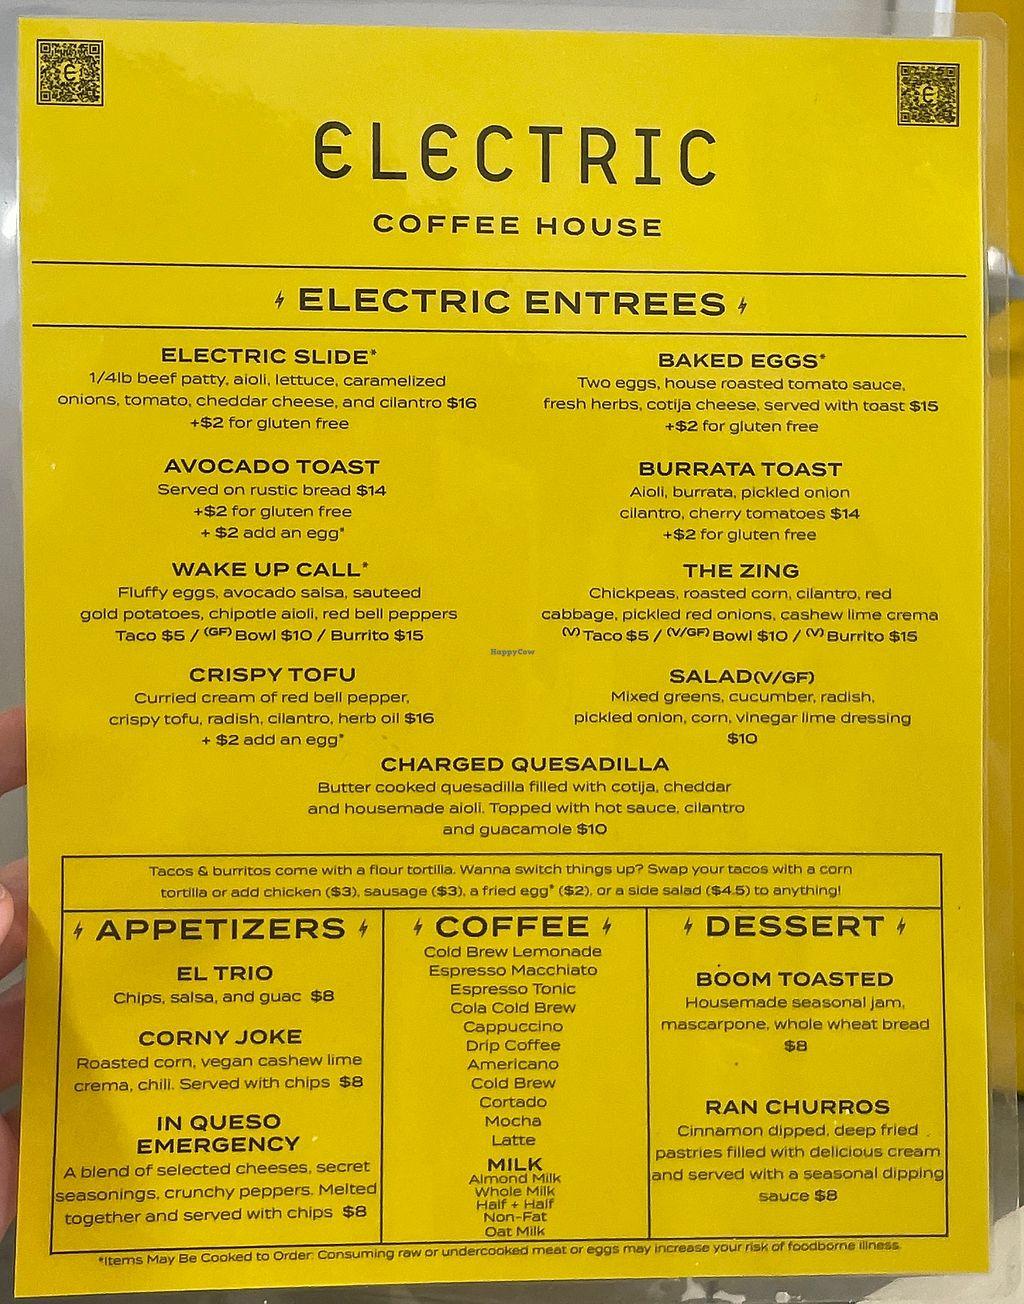 ELECTRIC
COFFEE HOUSE
ELECTRIC ENTREES
ELECTRIC SLIDE*
1/4lb beef patty, aioli, lettuce, caramelized
onions, tomato, cheddar cheese, and cilantro $16
+$2 for gluten free
BAKED EGGS*
Two eggs, house roasted tomato sauce,
fresh herbs, cotija cheese, served with toast $15
+$2 for gluten free
AVOCADO TOAST
Served on rustic bread $14
+$2 for gluten free
+ $2 add an egg*
BURRATA TOAST
Aioli, burrata, pickled onion
cilantro, cherry tomatoes $14
+$2 for gluten free
WAKE UP CALL*
Fluffy eggs, avocado salsa, sauteed
gold potatoes, chipotle aioli, red bell peppers
Taco $5 / (GF) Bowl $10 / Burrito $15
THE ZING
Chickpeas, roasted corn, cilantro, red
cabbage, pickled red onions, cashew lime crema
(V) Taco $5 / (V/GF) Bowl $10 / (V) Burrito $15
HappyCow
CRISPY TOFU
Curried cream of red bell pepper,
crispy tofu, radish, cilantro, herb oil $16
+ $2 add an egg*
SALAD(V/GF)
Mixed greens, cucumber, radish,
pickled onion, corn, vinegar lime dressing
$10
CHARGED QUESADILLA
Butter cooked quesadilla filled with cotija, cheddar
and housemade aioli. Topped with hot sauce, cilantro
and guacamole $10
Tacos & burritos come with a flour tortilla. Wanna switch things up? Swap your tacos with a corn
tortilla or add chicken ($3), sausage ($3), a fried egg* ($2), or a side salad ($4.5) to anything!
APPETIZERS
EL TRIO
Chips, salsa, and guac $8
CORNY JOKE
Roasted corn, vegan cashew lime
crema, chili. Served with chips $8
IN QUESO
EMERGENCY
A blend of selected cheeses, secret
seasonings, crunchy peppers. Melted
together and served with chips $8
COFFEE
Cold Brew Lemonade
Espresso Macchiato
Espresso Tonic
Cola Cold Brew
Cappuccino
Drip Coffee
Americano
Cold Brew
Cortado
Mocha
Latte
MILK
Almond Milk
Whole Milk
Half + Half
Non-Fat
Oat Milk
DESSERT
BOOM TOASTED
Housemade seasonal jam,
mascarpone, whole wheat bread
$8
RAN CHURROS
Cinnamon dipped, deep fried
pastries filled with delicious cream
and served with a seasonal dipping
sauce $8
*Items May Be Cooked to Order: Consuming raw or undercooked meat or eggs may increase your risk of foodborne illness.